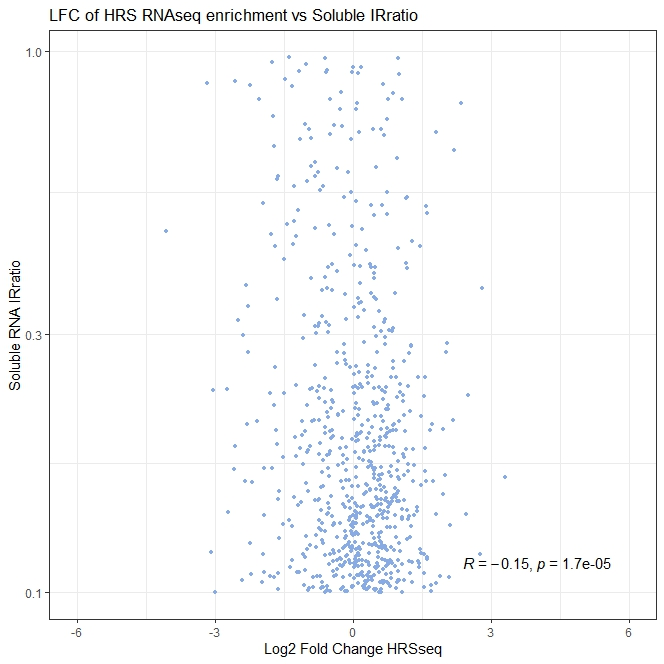 LFC of HRS RNAseq enrichment vs Soluble IRratio
1.0
0.3
0.1
Soluble RNA IRratio
R = −0.15, p = 1.7e-05
-6 -3 0 3 6
Log2 Fold Change HRSseq